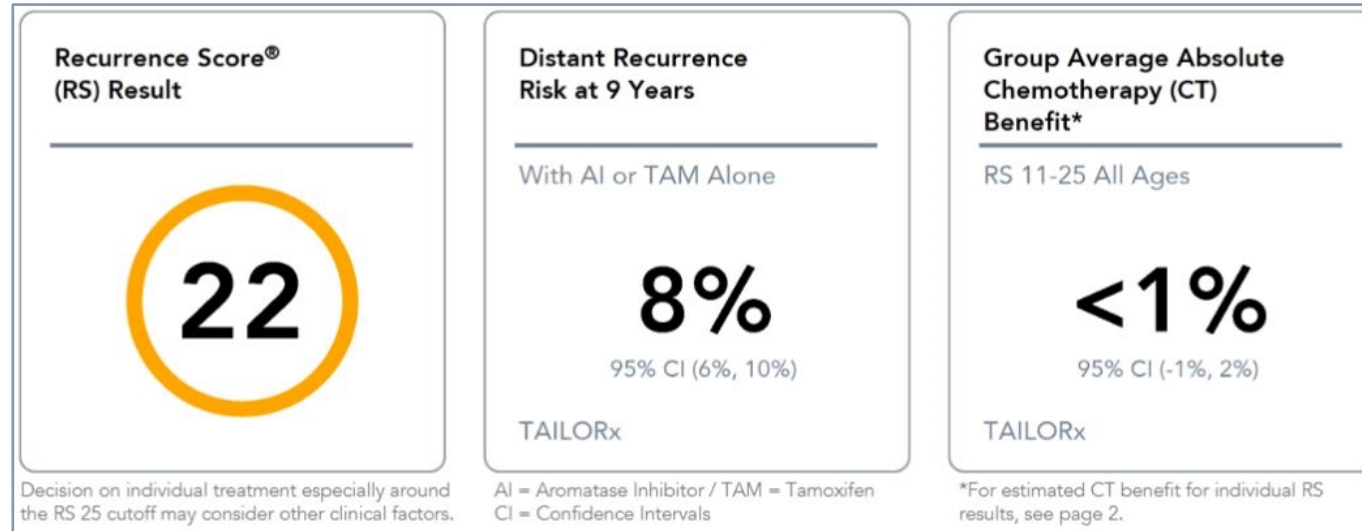 Recurrence Score®
(RS) Result
22
Decision on individual treatment especially around
the RS 25 cutoff may consider other clinical factors.
Distant Recurrence
Risk at 9 Years
With AI or TAM Alone
8%
95% CI (6%, 10%)
TAILORx
AI = Aromatase Inhibitor / TAM = Tamoxifen
CI = Confidence Intervals
Group Average Absolute
Chemotherapy (CT)
Benefit*
RS 11-25 All Ages
<1%
95% CI (-1%, 2%)
TAILORx
*For estimated CT benefit for individual RS
results, see page 2.